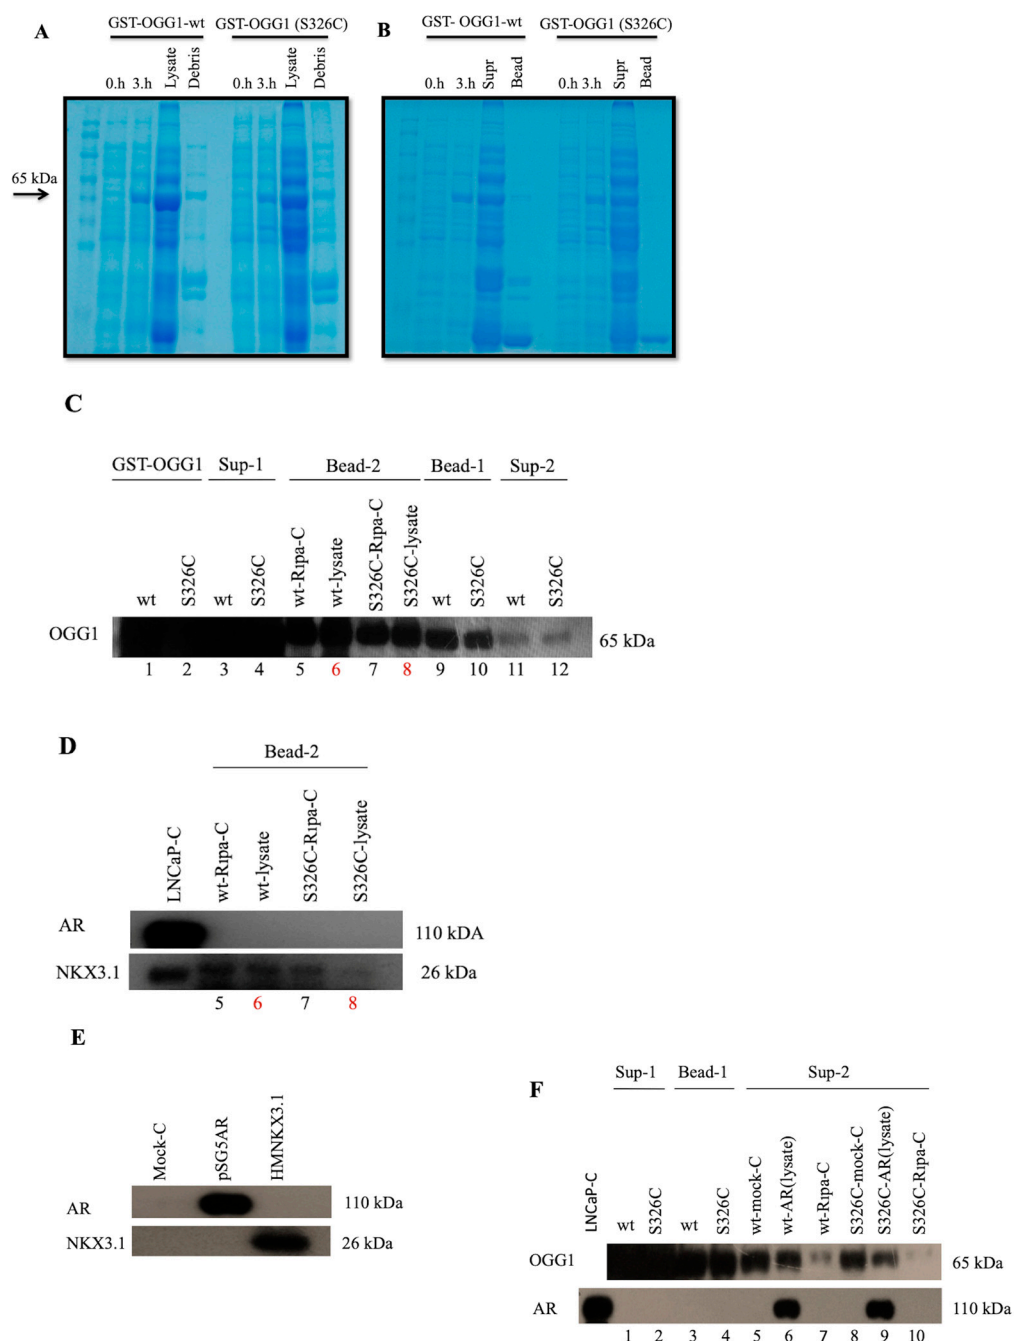 A
GST-OGG1-wt
GST-OGG1 (S326C)
0.h
3.h
Lysate
Debris
0.h
3.h
Lysate
Debris
65 kDa
B
GST- OGG1-wt
GST-OGG1 (S326C)
0.h
3.h
Supr
Bead
0.h
3.h
Supr
Bead
C
GST-OGG1
Sup-1
Bead-2
Bead-1
Sup-2
wt
S326C
wt
S326C
wt-Rıpa-C
wt-lysate
S326C-Rıpa-C
S326C-lysate
wt
S326C
wt
S326C
OGG1
65 kDa
1 2 3 4 5 6 7 8 9 10 11 12
D
Bead-2
LNCaP-C
wt-Rıpa-C
wt-lysate
S326C-Rıpa-C
S326C-lysate
AR
110 kDA
NKX3.1
26 kDa
5 6 7 8
E
Mock-C
pSG5AR
HMNKX3.1
AR
110 kDa
NKX3.1
26 kDa
F
Sup-1
Bead-1
Sup-2
LNCaP-C
wt
S326C
wt
S326C
wt-mock-C
wt-AR(lysate)
wt-Rıpa-C
S326C-mock-C
S326C-AR(lysate)
S326C-Rıpa-C
OGG1
65 kDa
AR
110 kDa
1 2 3 4 5 6 7 8 9 10